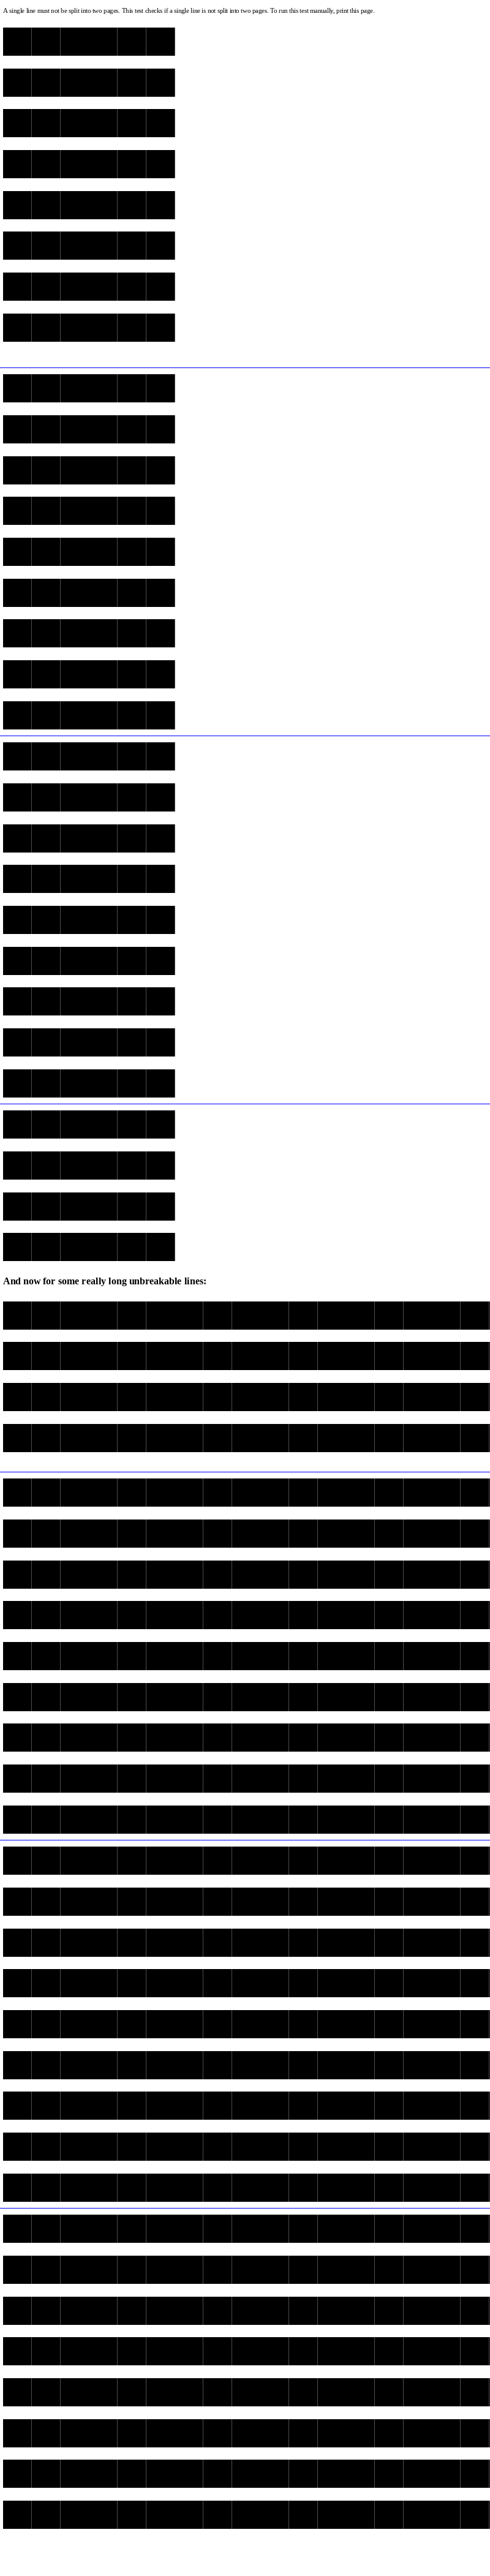 A single line must not be split into two pages. This test checks if a single line is not split into two pages. To run this test manually, print this page.
And now for some really long unbreakable lines: